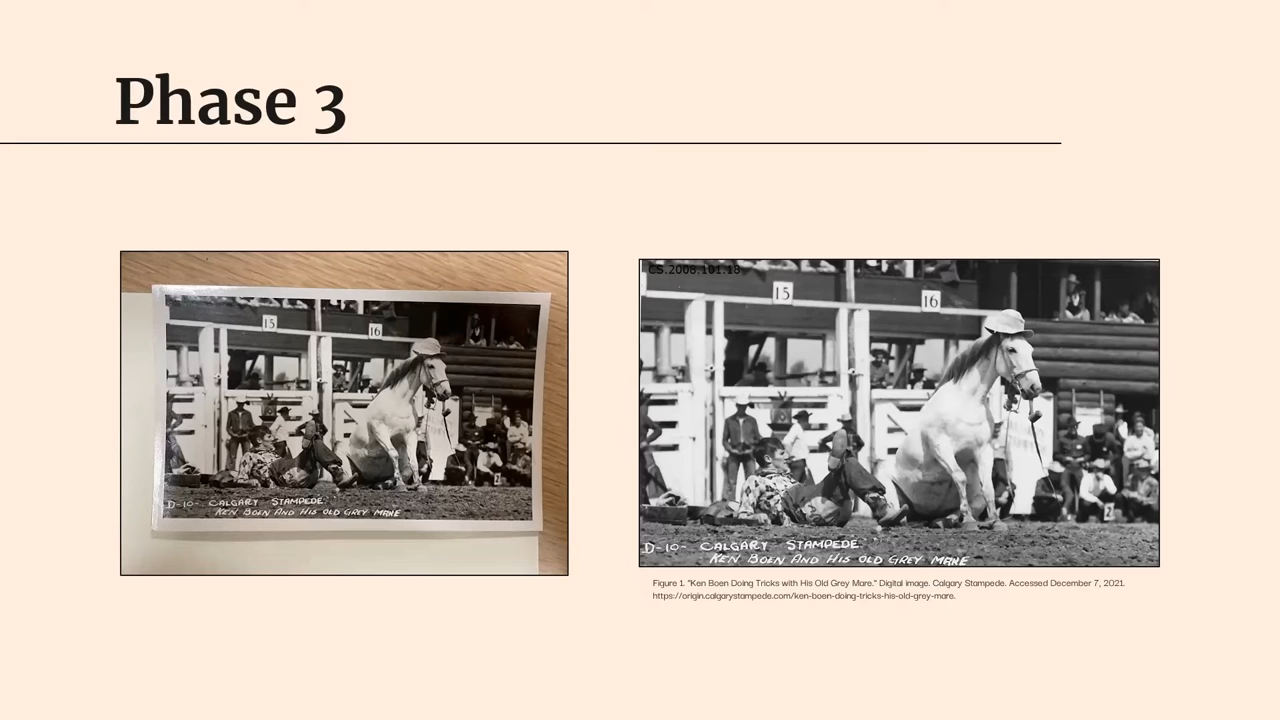 Phase 3
15
16
D-10- CALGARY STAMPEDE
KEN BOEN AND HIS OLD GREY MARE
CS.2008.101.18
15
16
2
D-10- CALGARY STAMPEDE
KEN BOEN AND HIS OLD GREY MARE
Figure 1. "Ken Boen Doing Tricks with His Old Grey Mare." Digital image. Calgary Stampede. Accessed December 7, 2021.
https://origin.calgarystampede.com/ken-boen-doing-tricks-his-old-grey-mare.